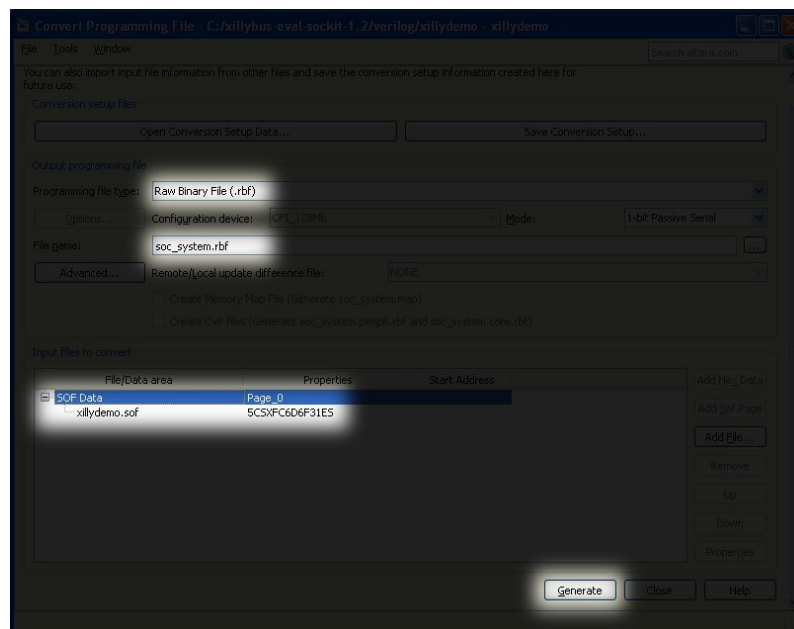 Convert Programming File - C:/xillybus-eval-sockit-1.2/verilog/xillydemo - xillydemo
File Tools Window Search altera.com
You can also import input file information from other files and save the conversion setup information created here for
future use.
Conversion setup files
Open Conversion Setup Data... Save Conversion Setup...
Output programming file
Programming file type: Raw Binary File (.rbf)
Options... Configuration device: CFI_128Mb Mode: 1-bit Passive Serial
File name: soc_system.rbf ...
Advanced... Remote/Local update difference file: NONE
Create Memory Map File (Generate soc_system.map)
Create CvP files (Generate soc_system.periph.rbf and soc_system.core.rbf)
Input files to convert
File/Data area Properties Start Address Add Hex Data
SOF Data Page_0 Add Sof Page
xillydemo.sof 5CSXFC6D6F31ES
Add File...
Remove
Up
Down
Properties
Generate Close Help